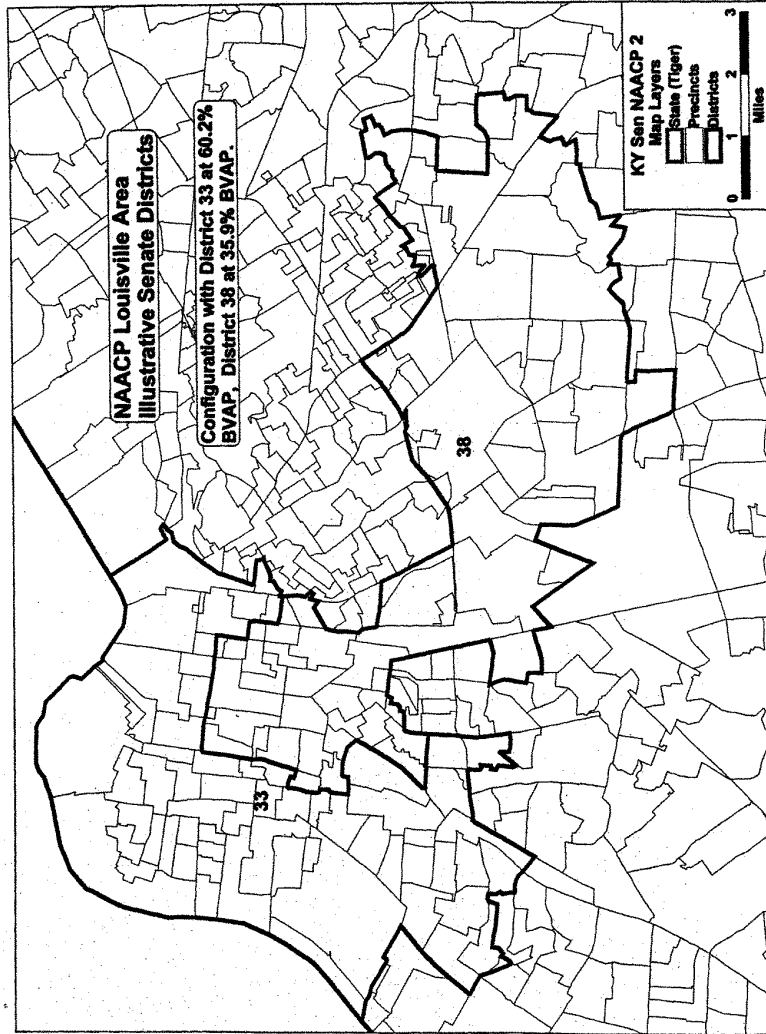 NAACP Louisville Area
Illustrative Senate Districts
Configuration with District 33 at 60.2%
BVAP, District 38 at 35.9% BVAP.
33
38
KY Sen NAACP 2
Map Layers
State (Tiger)
Precincts
Districts
0 1 2 3
Miles